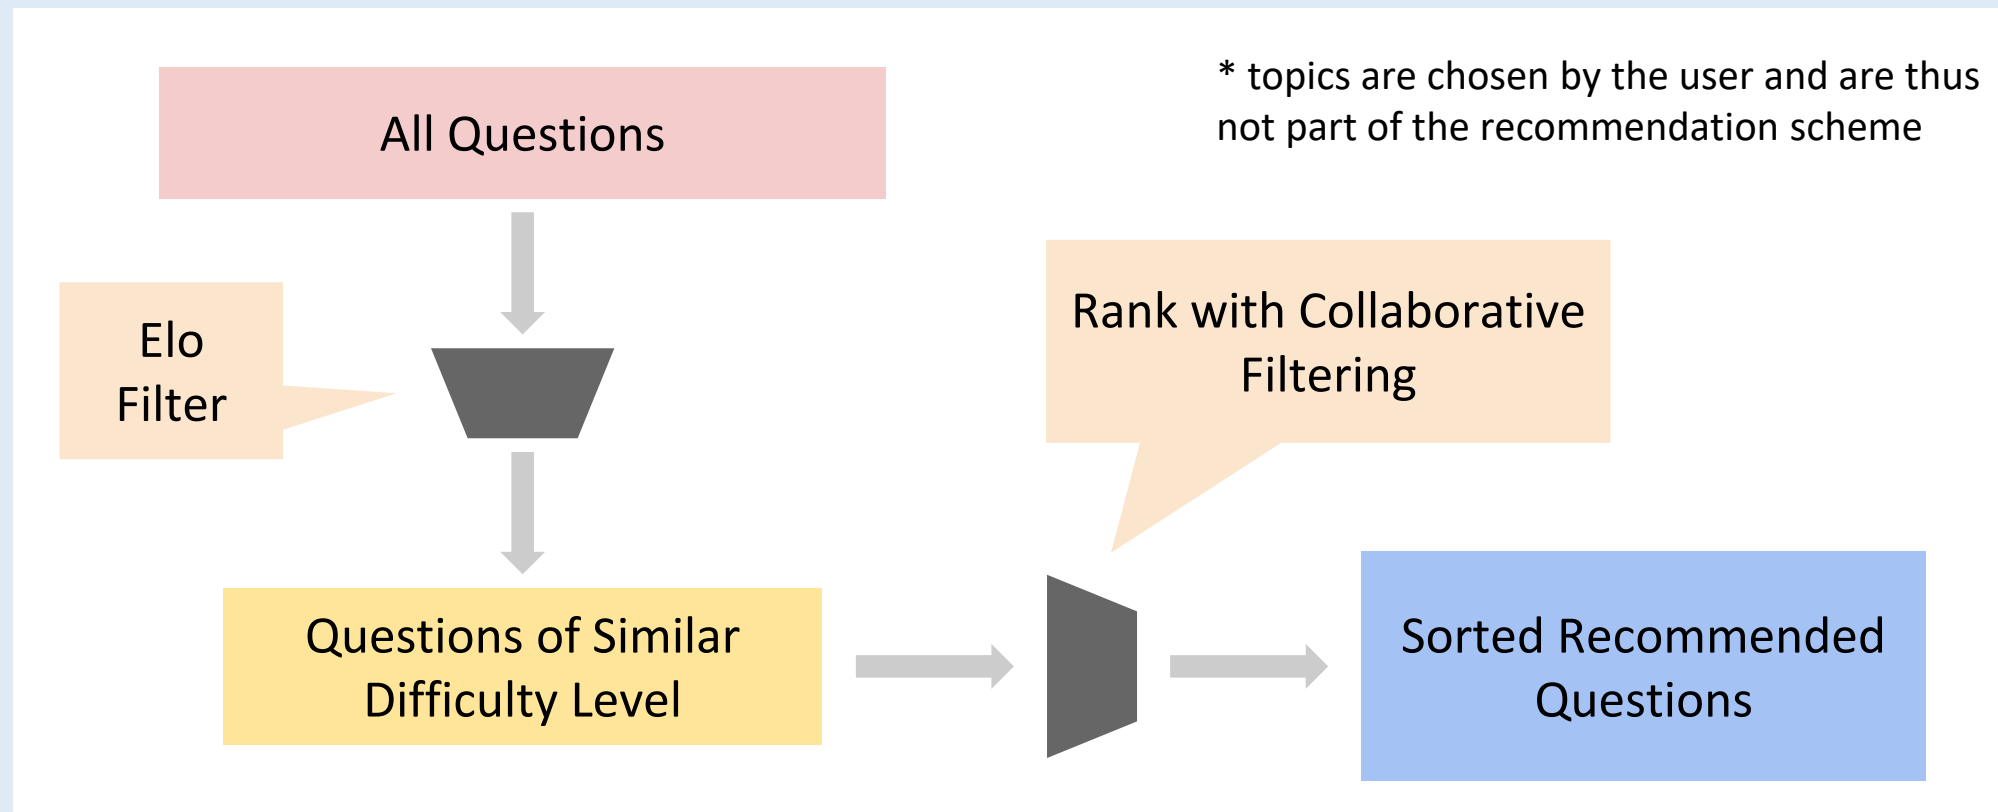 All Questions
* topics are chosen by the user and are thus
not part of the recommendation scheme
Elo
Filter
Rank with Collaborative
Filtering
Questions of Similar
Difficulty Level
Sorted Recommended
Questions